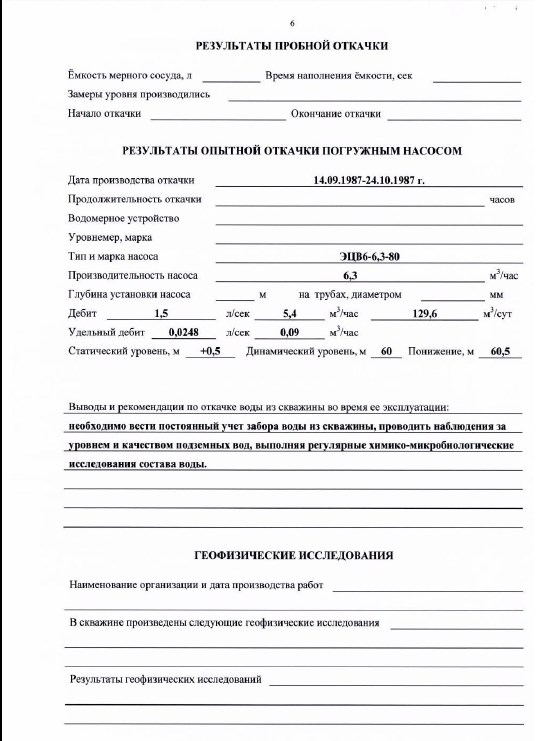 6
РЕЗУЛЬТАТЫ ПРОБНОЙ ОТКАЧКИ
Ёмкость мерного сосуда, л Время наполнения ёмкости, сек
Замеры уровня производились
Начало откачки Окончание откачки
РЕЗУЛЬТАТЫ ОПЫТНОЙ ОТКАЧКИ ПОГРУЖНЫМ НАСОСОМ
Дата производства откачки 14.09.1987-24.10.1987 г.
Продолжительность откачки часов
Водомерное устройство
Уровнемер, марка
Тип и марка насоса ЭЦВ6-6,3-80
Производительность насоса 6,3 м³/час
Глубина установки насоса м на трубах, диаметром мм
Дебит 1,5 л/сек 5,4 м³/час 129,6 м³/сут
Удельный дебит 0,0248 л/сек 0,09 м³/час
Статический уровень, м +0,5 Динамический уровень, м 60 Понижение, м 60,5
Выводы и рекомендации по откачке воды из скважины во время ее эксплуатации:
необходимо вести постоянный учет забора воды из скважины, проводить наблюдения за
уровнем и качеством подземных вод, выполняя регулярные химико-микробиологические
исследования состава воды.
ГЕОФИЗИЧЕСКИЕ ИССЛЕДОВАНИЯ
Наименование организации и дата производства работ
В скважине произведены следующие геофизические исследования
Результаты геофизических исследований